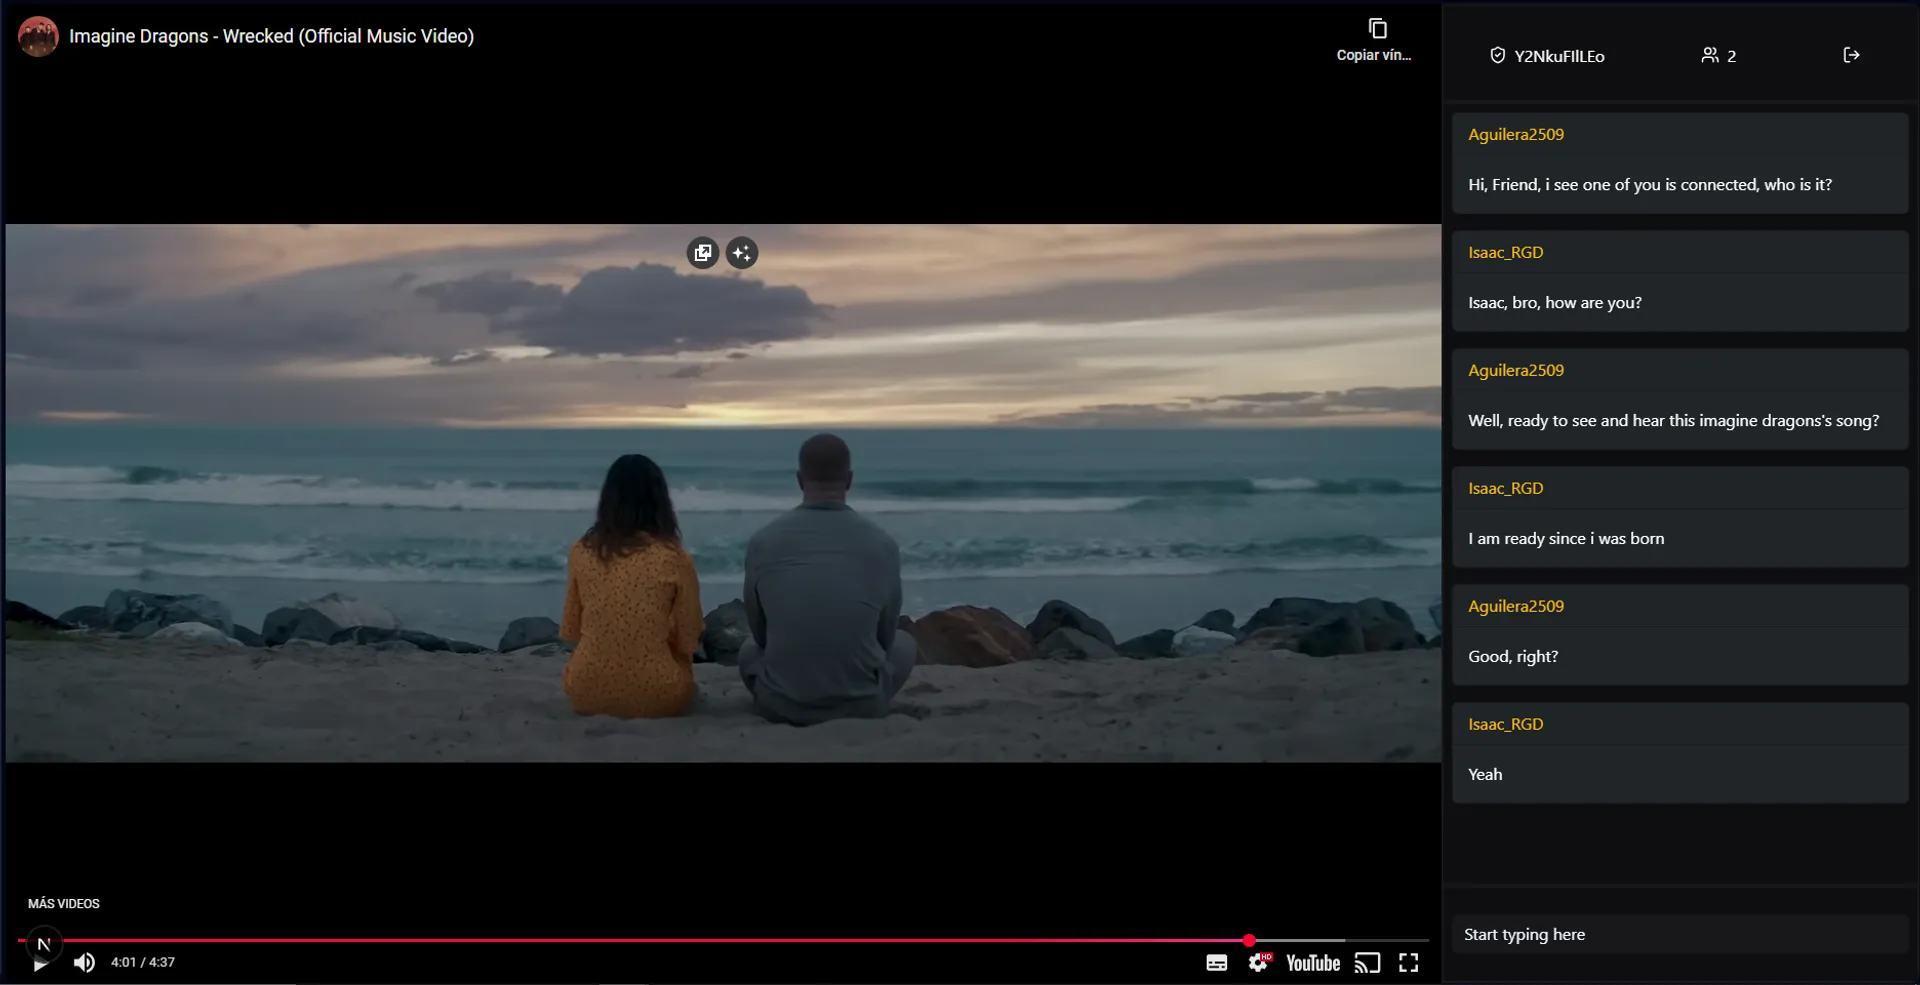 Imagine Dragons - Wrecked (Official Music Video)
Copiar vín...
Y2NkuFIlLEo
2
Aguilera2509
Hi, Friend, i see one of you is connected, who is it?
Isaac_RGD
Isaac, bro, how are you?
Aguilera2509
Well, ready to see and hear this imagine dragons's song?
Isaac_RGD
I am ready since i was born
Aguilera2509
Good, right?
Isaac_RGD
Yeah
Start typing here
MÁS VIDEOS
N
4:01 / 4:37
HD
YouTube